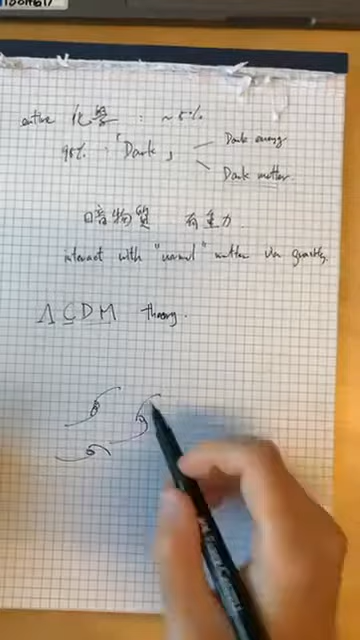 entire 化学 : ~5%
95% 「Dark」 Dark energy
Dark matter.
暗物質 有重力.
interact with "normal" matter via gravity.
ΛCDM theory.